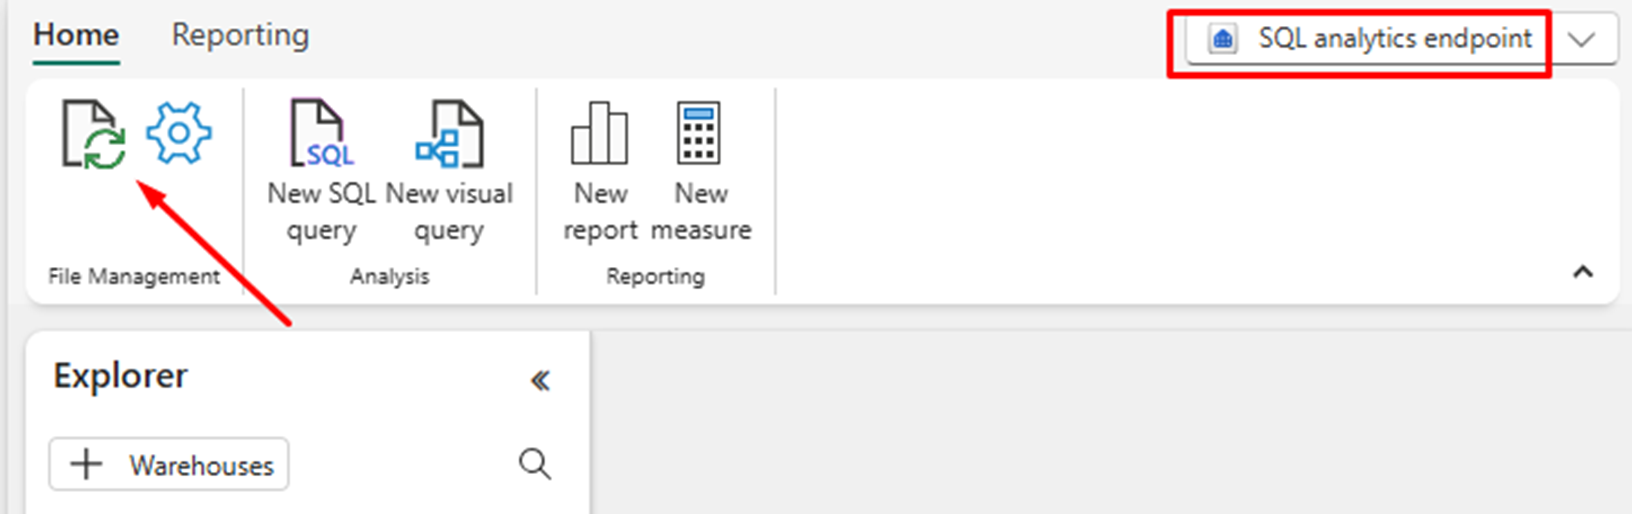 Home Reporting
SQL analytics endpoint
SQL
New SQL
query
New visual
query
New
report
New
measure
File Management
Analysis
Reporting
Explorer
Warehouses